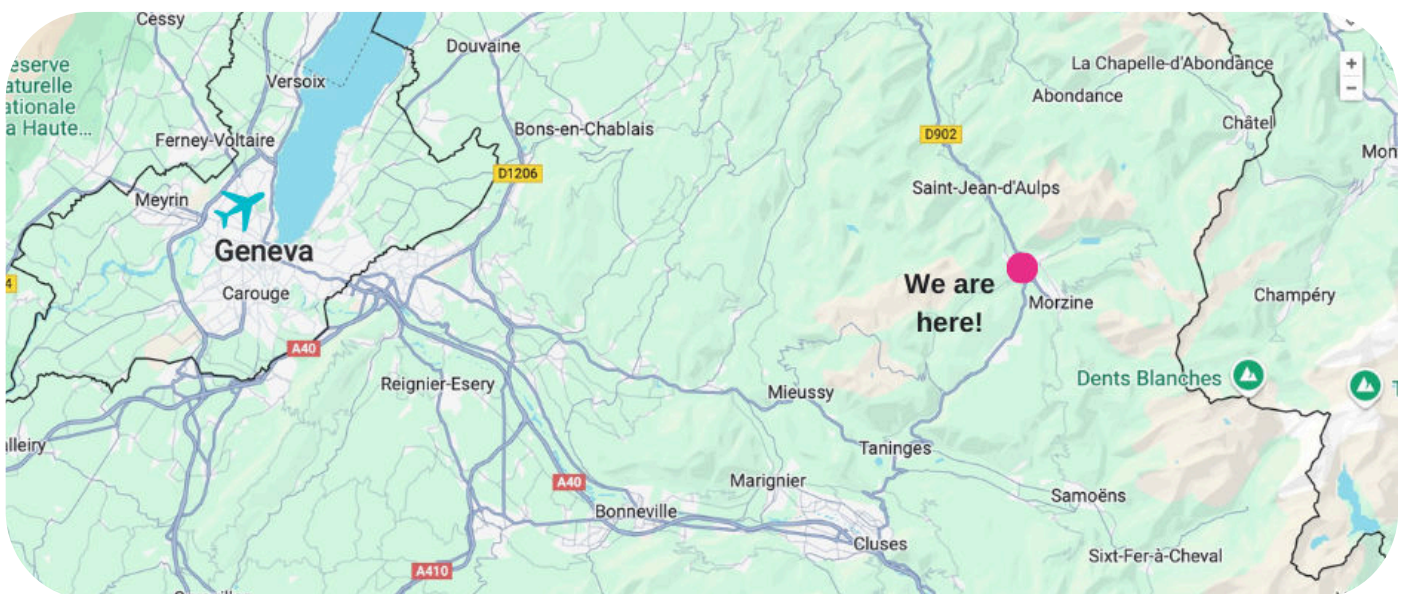 Cessy
Douvaine
La Chapelle-d'Abondance
eserve
aturelle
ationale
a Haute...
Versoix
Abondance
+
−
Ferney-Voltaire
Bons-en-Chablais
D902
Châtel
Mon
D1206
Saint-Jean-d'Aulps
Meyrin
Geneva
We are
here!
4
Carouge
Morzine
Champéry
A40
Reignier-Esery
Mieussy
Dents Blanches
T
alleiry
Taninges
A40
Marignier
Samoëns
Bonneville
Cluses
Sixt-Fer-à-Cheval
A410